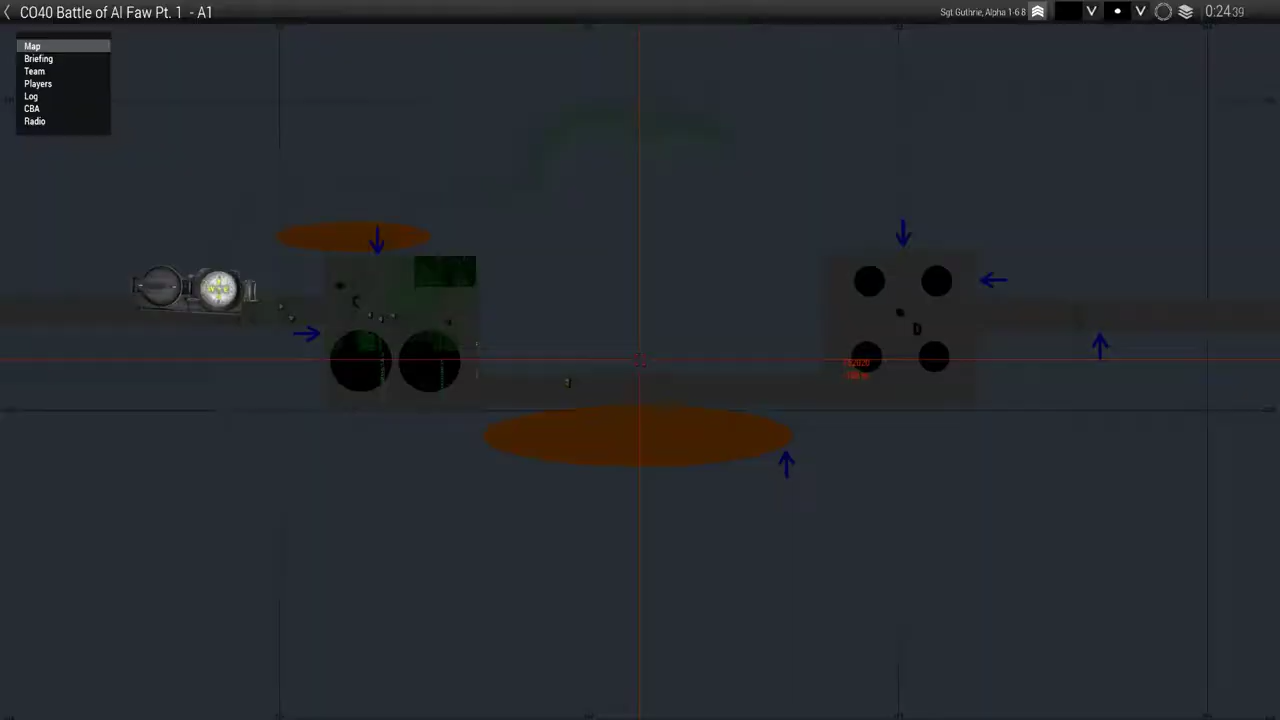 CO40 Battle of Al Faw Pt. 1 - A1
Sgt Guthrie, Alpha 1-6 8
0:24:39
Map
Briefing
Team
Players
Log
CBA
Radio
C
D